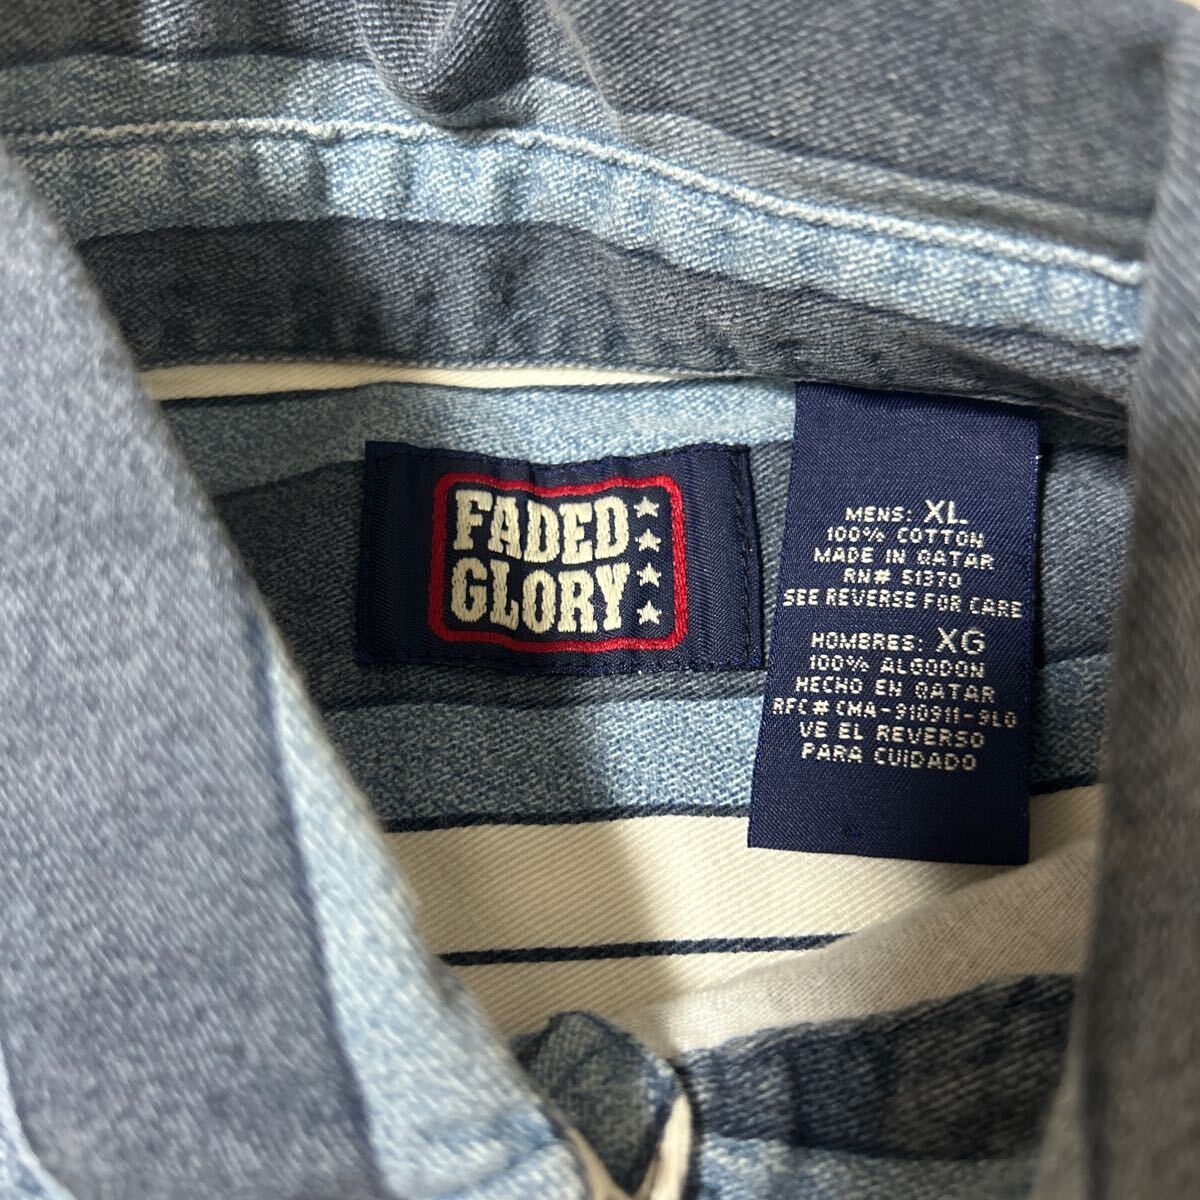 FADED
GLORY
MENS: XL
100% COTTON
MADE IN QATAR
RN# 51370
SEE REVERSE FOR CARE
HOMBRES: XG
100% ALGODON
HECHO EN QATAR
RFC# CMA-910911-9L0
VE EL REVERSO
PARA CUIDADO